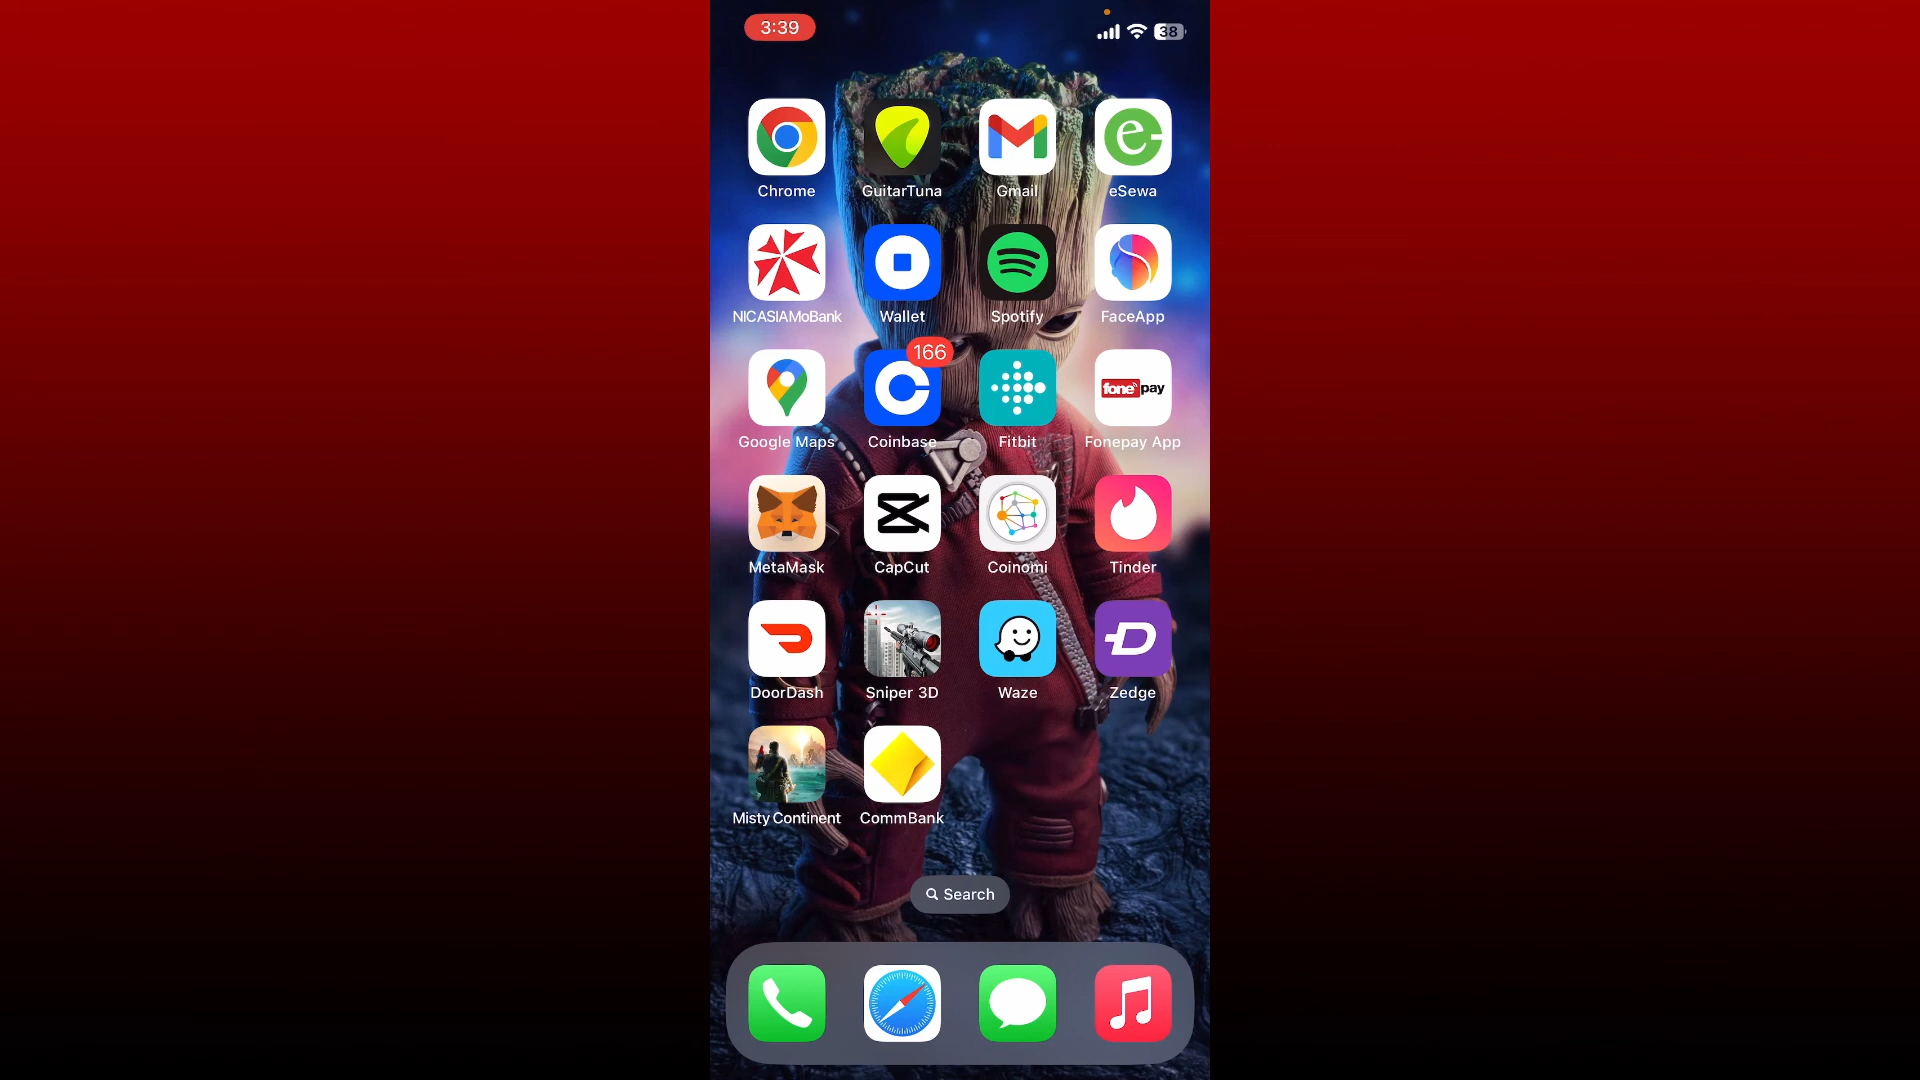 3:39
38
Chrome
GuitarTuna
Gmail
eSewa
NICASIAMoBank
Wallet
Spotify
FaceApp
166
fone pay
Google Maps
Coinbase
Fitbit
Fonepay App
MetaMask
CapCut
Coinomi
Tinder
DoorDash
Sniper 3D
Waze
Zedge
Misty Continent
CommBank
Search